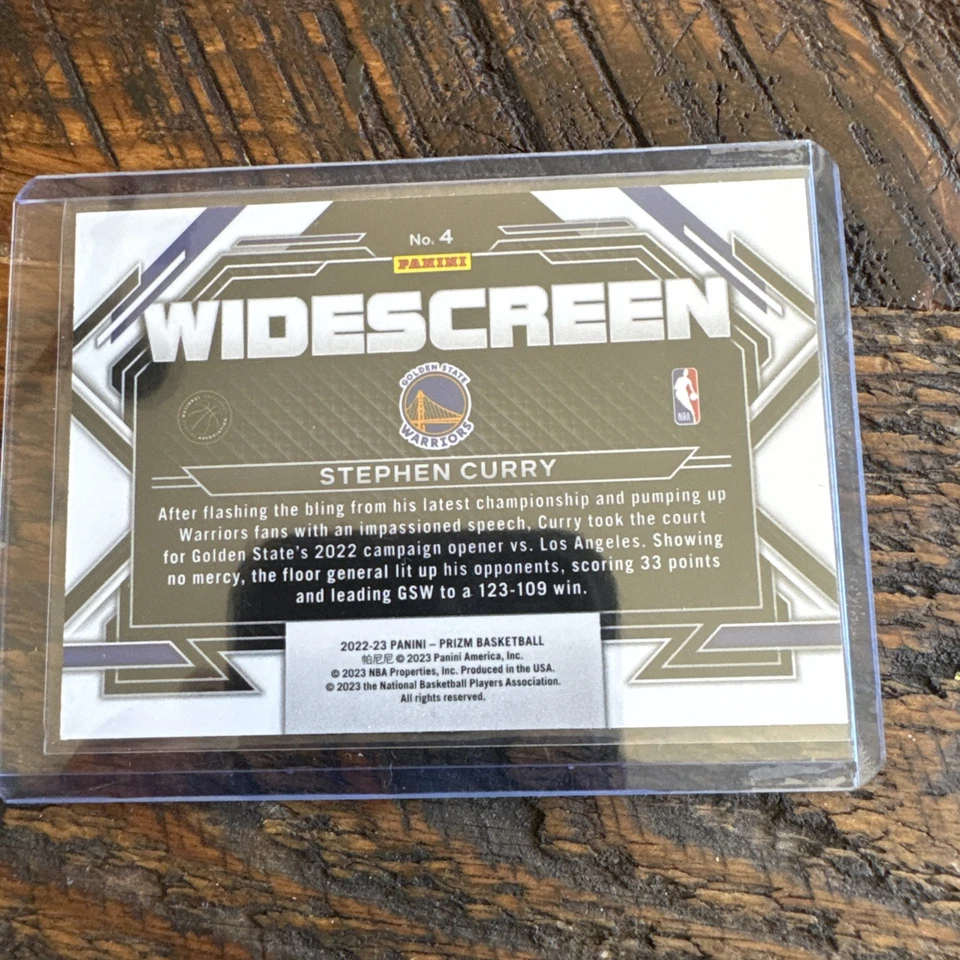 No. 4
PANINI
WIDESCREEN
GOLDEN STATE
WARRIORS
NBA
STEPHEN CURRY
After flashing the bling from his latest championship and pumping up
Warriors fans with an impassioned speech, Curry took the court
for Golden State's 2022 campaign opener vs. Los Angeles. Showing
no mercy, the floor general lit up his opponents, scoring 33 points
and leading GSW to a 123-109 win.
2022-23 PANINI – PRIZM BASKETBALL
帕尼尼 © 2023 Panini America, Inc.
© 2023 NBA Properties, Inc. Produced in the USA.
© 2023 the National Basketball Players Association.
All rights reserved.